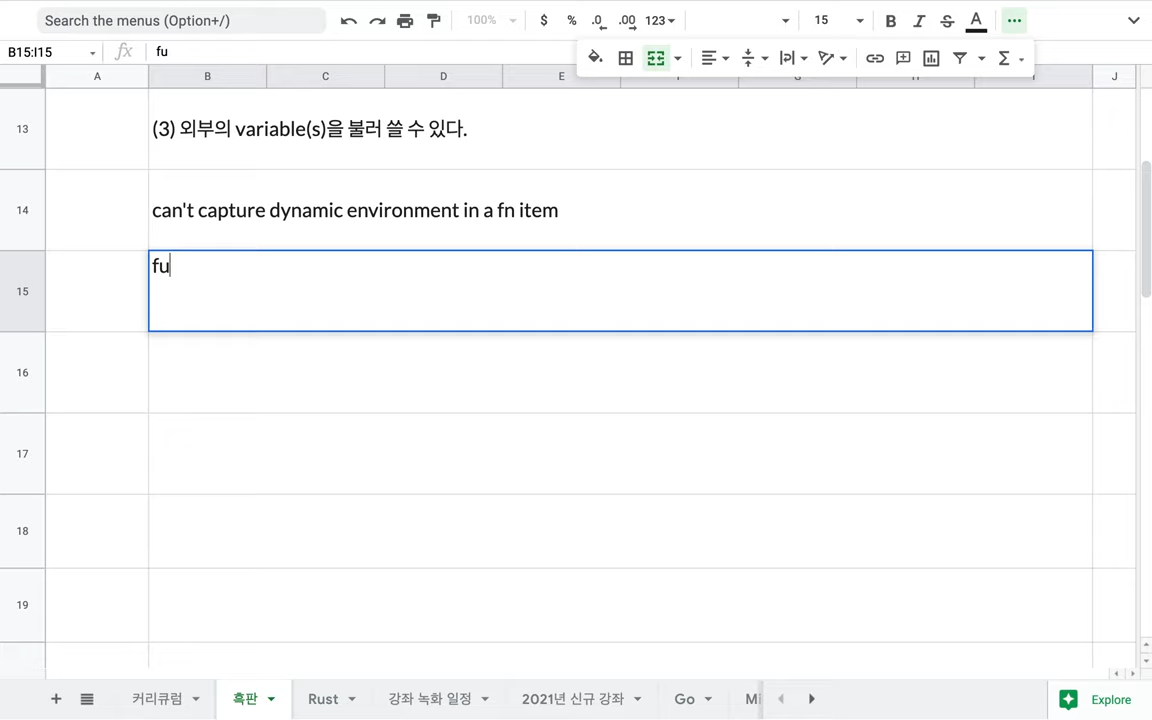 Search the menus (Option+/)
100%
$ % .0 .00 123
15
B I S A
B15:I15
fx
fu
A B C D E F G H I J
13
(3) 외부의 variable(s)을 불러 쓸 수 있다.
14
can't capture dynamic environment in a fn item
15
fu
16
17
18
19
커리큐럼
흑판
Rust
강좌 녹화 일정
2021년 신규 강좌
Go
Mi
Explore